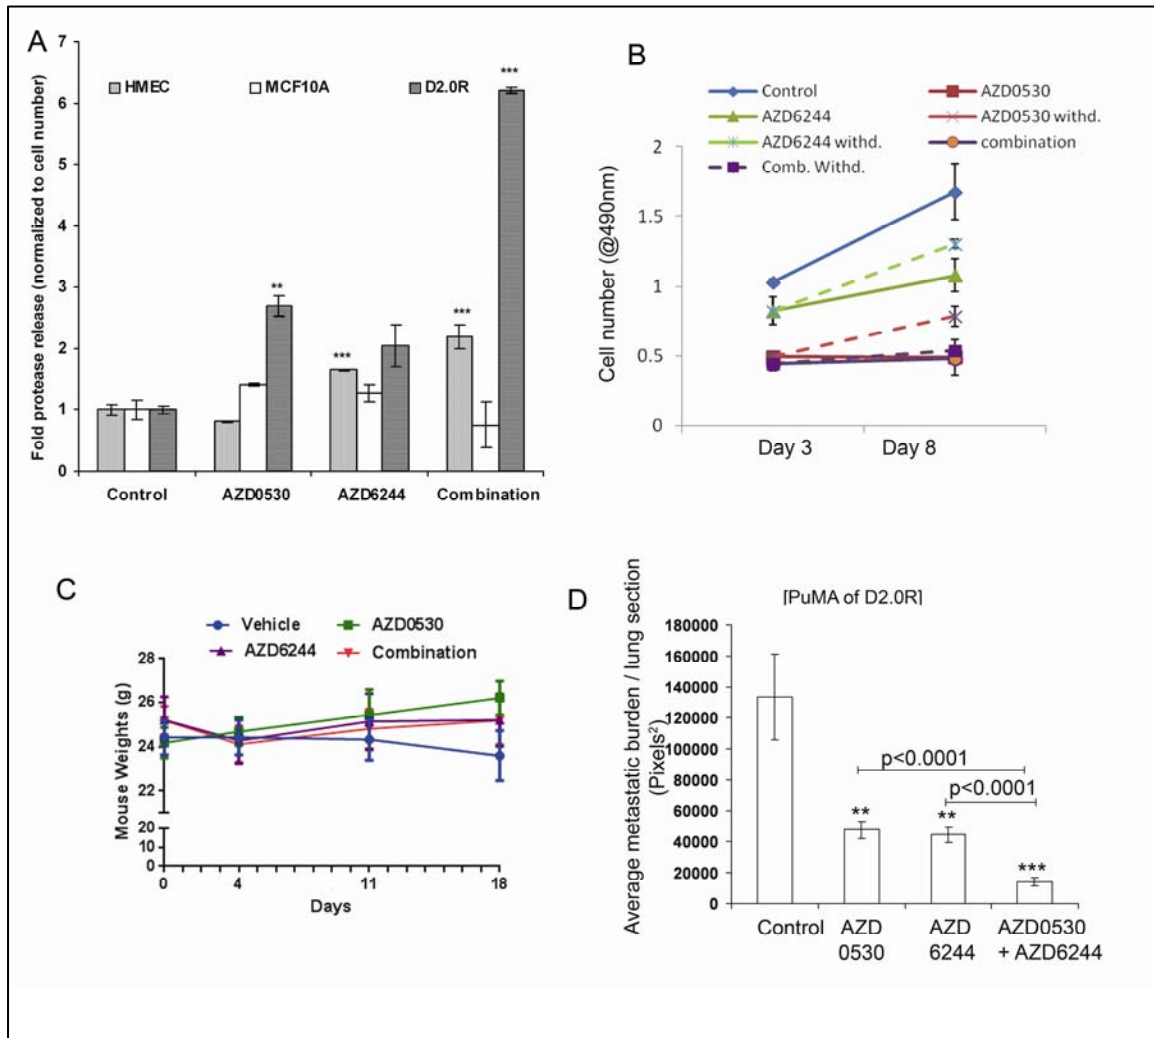 A
Fold protease release (normalized to cell number)
7
6
5
4
3
2
1
0
HMEC MCF10A D2.0R
***
**
***
***
Control AZD0530 AZD6244 Combination
B
Control AZD0530
AZD6244 AZD0530 withd.
AZD6244 withd. combination
Comb. Withd.
Cell number (@490nm)
2
1.5
1
0.5
0
Day 3 Day 8
C
Vehicle AZD0530
AZD6244 Combination
Mouse Weights (g)
28
26
24
22
20
10
0
0 4 11 18
Days
D
[PuMA of D2.0R]
Average metastatic burden / lung section
(Pixels²)
180000
160000
140000
120000
100000
80000
60000
40000
20000
0
p<0.0001
p<0.0001
** ** ***
Control AZD AZD AZD0530
0530 6244 + AZD6244